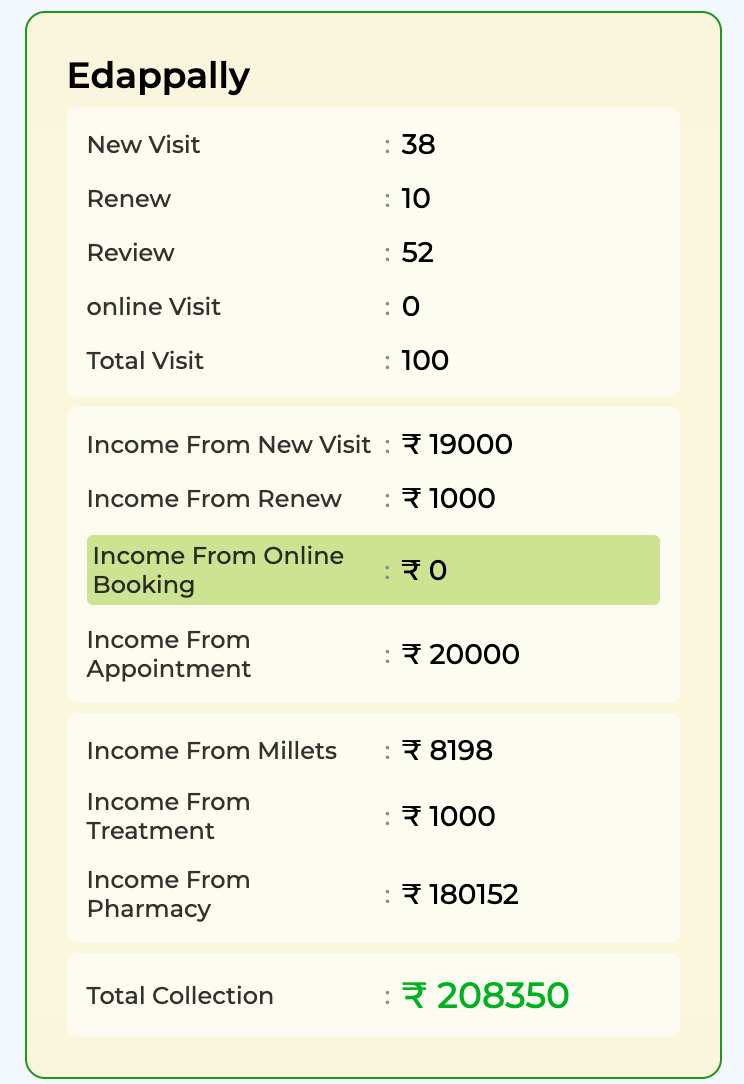 Edappally
New Visit : 38
Renew : 10
Review : 52
online Visit : 0
Total Visit : 100
Income From New Visit : ₹ 19000
Income From Renew : ₹ 1000
Income From Online
Booking : ₹ 0
Income From
Appointment : ₹ 20000
Income From Millets : ₹ 8198
Income From
Treatment : ₹ 1000
Income From
Pharmacy : ₹ 180152
Total Collection : ₹ 208350